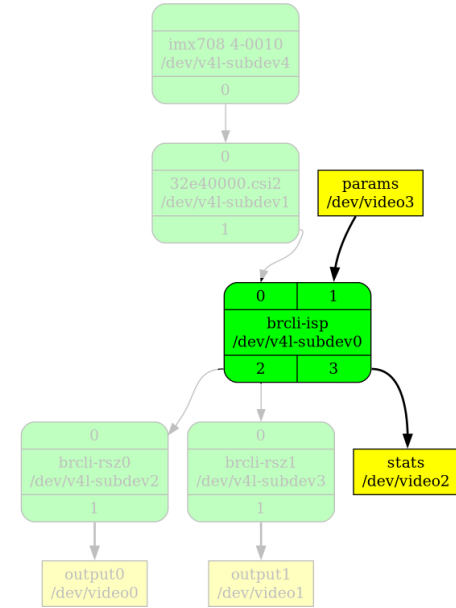 imx708 4-0010
/dev/v4l-subdev4
0
0
32e40000.csi2
/dev/v4l-subdev1
1
params
/dev/video3
0 1
brcli-isp
/dev/v4l-subdev0
2 3
0
brcli-rsz0
/dev/v4l-subdev2
1
0
brcli-rsz1
/dev/v4l-subdev3
1
stats
/dev/video2
output0
/dev/video0
output1
/dev/video1